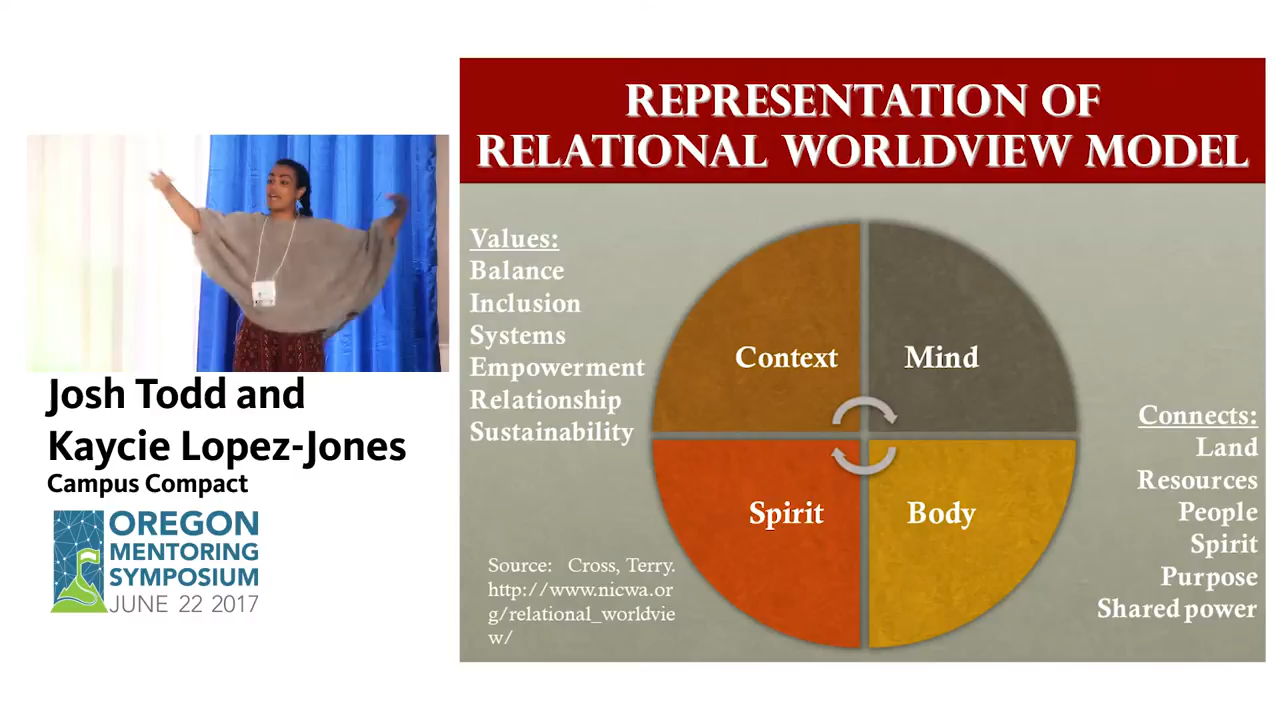 REPRESENTATION OF
RELATIONAL WORLDVIEW MODEL
Values:
Balance
Inclusion
Systems
Empowerment
Relationship
Sustainability
Context
Mind
Spirit
Body
Connects:
Land
Resources
People
Spirit
Purpose
Shared power
Source: Cross, Terry.
http://www.nicwa.or
g/relational_worldvie
w/
Josh Todd and
Kaycie Lopez-Jones
Campus Compact
OREGON
MENTORING
SYMPOSIUM
JUNE 22 2017